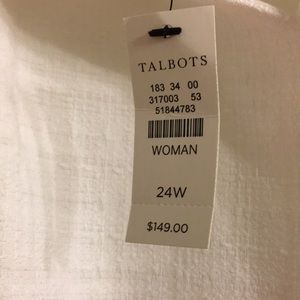 TALBOTS
183 34 00
317003 53
51844783
WOMAN
24W
$149.00